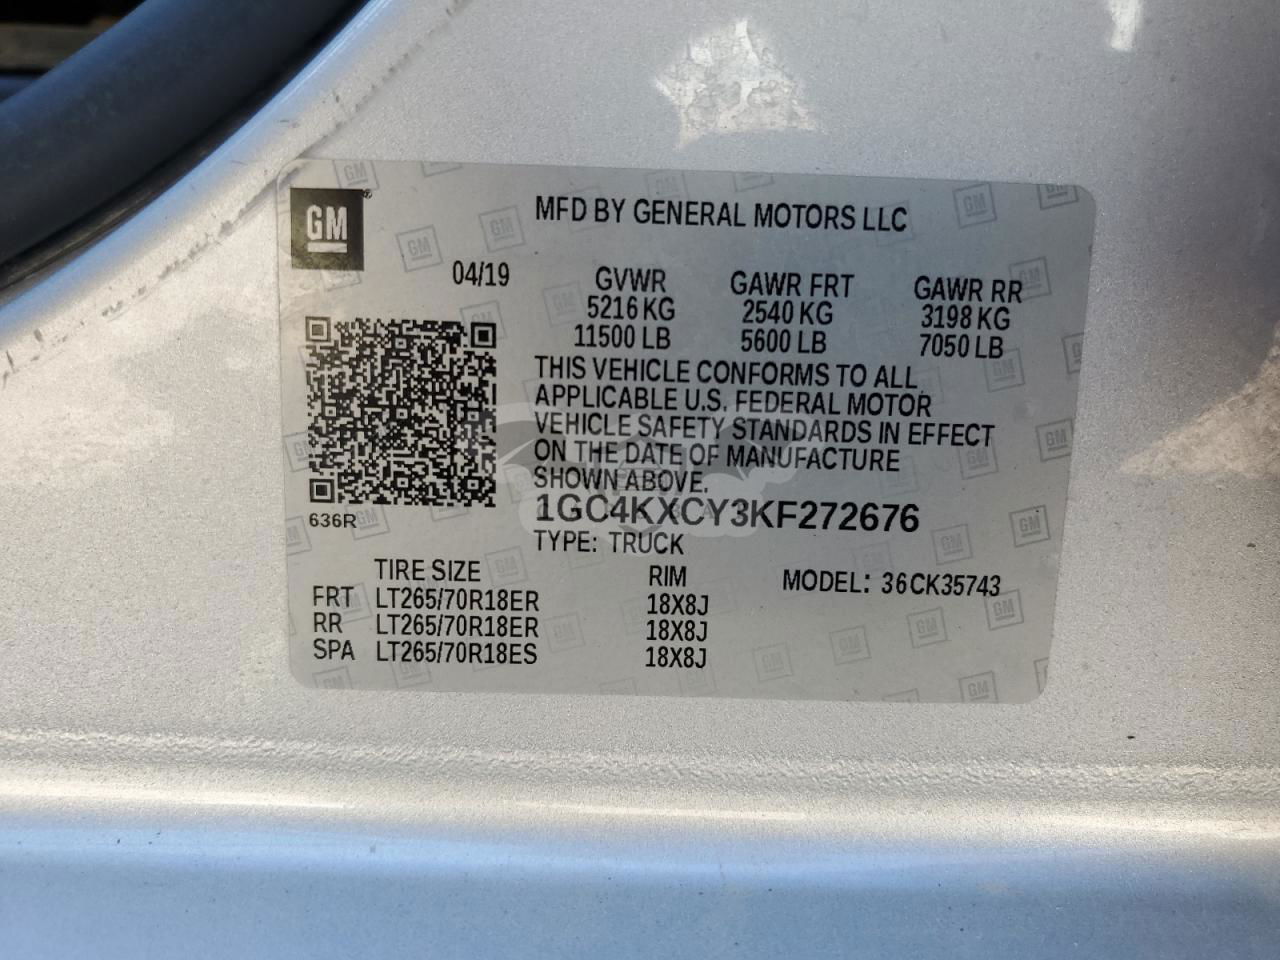 GM
MFD BY GENERAL MOTORS LLC
04/19 GVWR GAWR FRT GAWR RR
5216 KG 2540 KG 3198 KG
11500 LB 5600 LB 7050 LB
THIS VEHICLE CONFORMS TO ALL
APPLICABLE U.S. FEDERAL MOTOR
VEHICLE SAFETY STANDARDS IN EFFECT
ON THE DATE OF MANUFACTURE
SHOWN ABOVE.
1GC4KXCY3KF272676
636R
TYPE: TRUCK
TIRE SIZE RIM MODEL: 36CK35743
FRT LT265/70R18ER 18X8J
RR LT265/70R18ER 18X8J
SPA LT265/70R18ES 18X8J